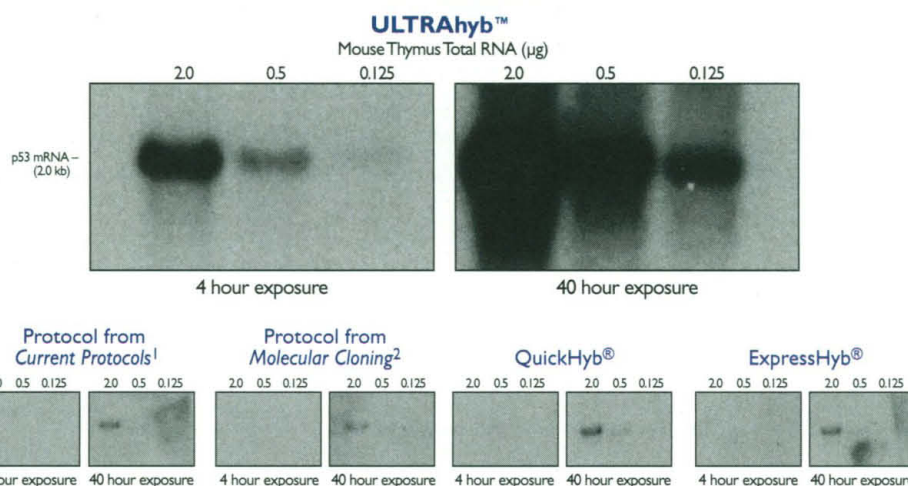 ULTRAhyb™
Mouse Thymus Total RNA (µg)
2.0 0.5 0.125 2.0 0.5 0.125
p53 mRNA –
(2.0 kb)
4 hour exposure 40 hour exposure
Protocol from
Current Protocols¹
Protocol from
Molecular Cloning²
QuickHyb®
ExpressHyb®
0.5 0.125 2.0 0.5 0.125 2.0 0.5 0.125 2.0 0.5 0.125 2.0 0.5 0.125 2.0 0.5 0.125 2.0 0.5 0.125 2.0 0.5 0.125
exposure 40 hour exposure 4 hour exposure 40 hour exposure 4 hour exposure 40 hour exposure 4 hour exposure 40 hour exposure